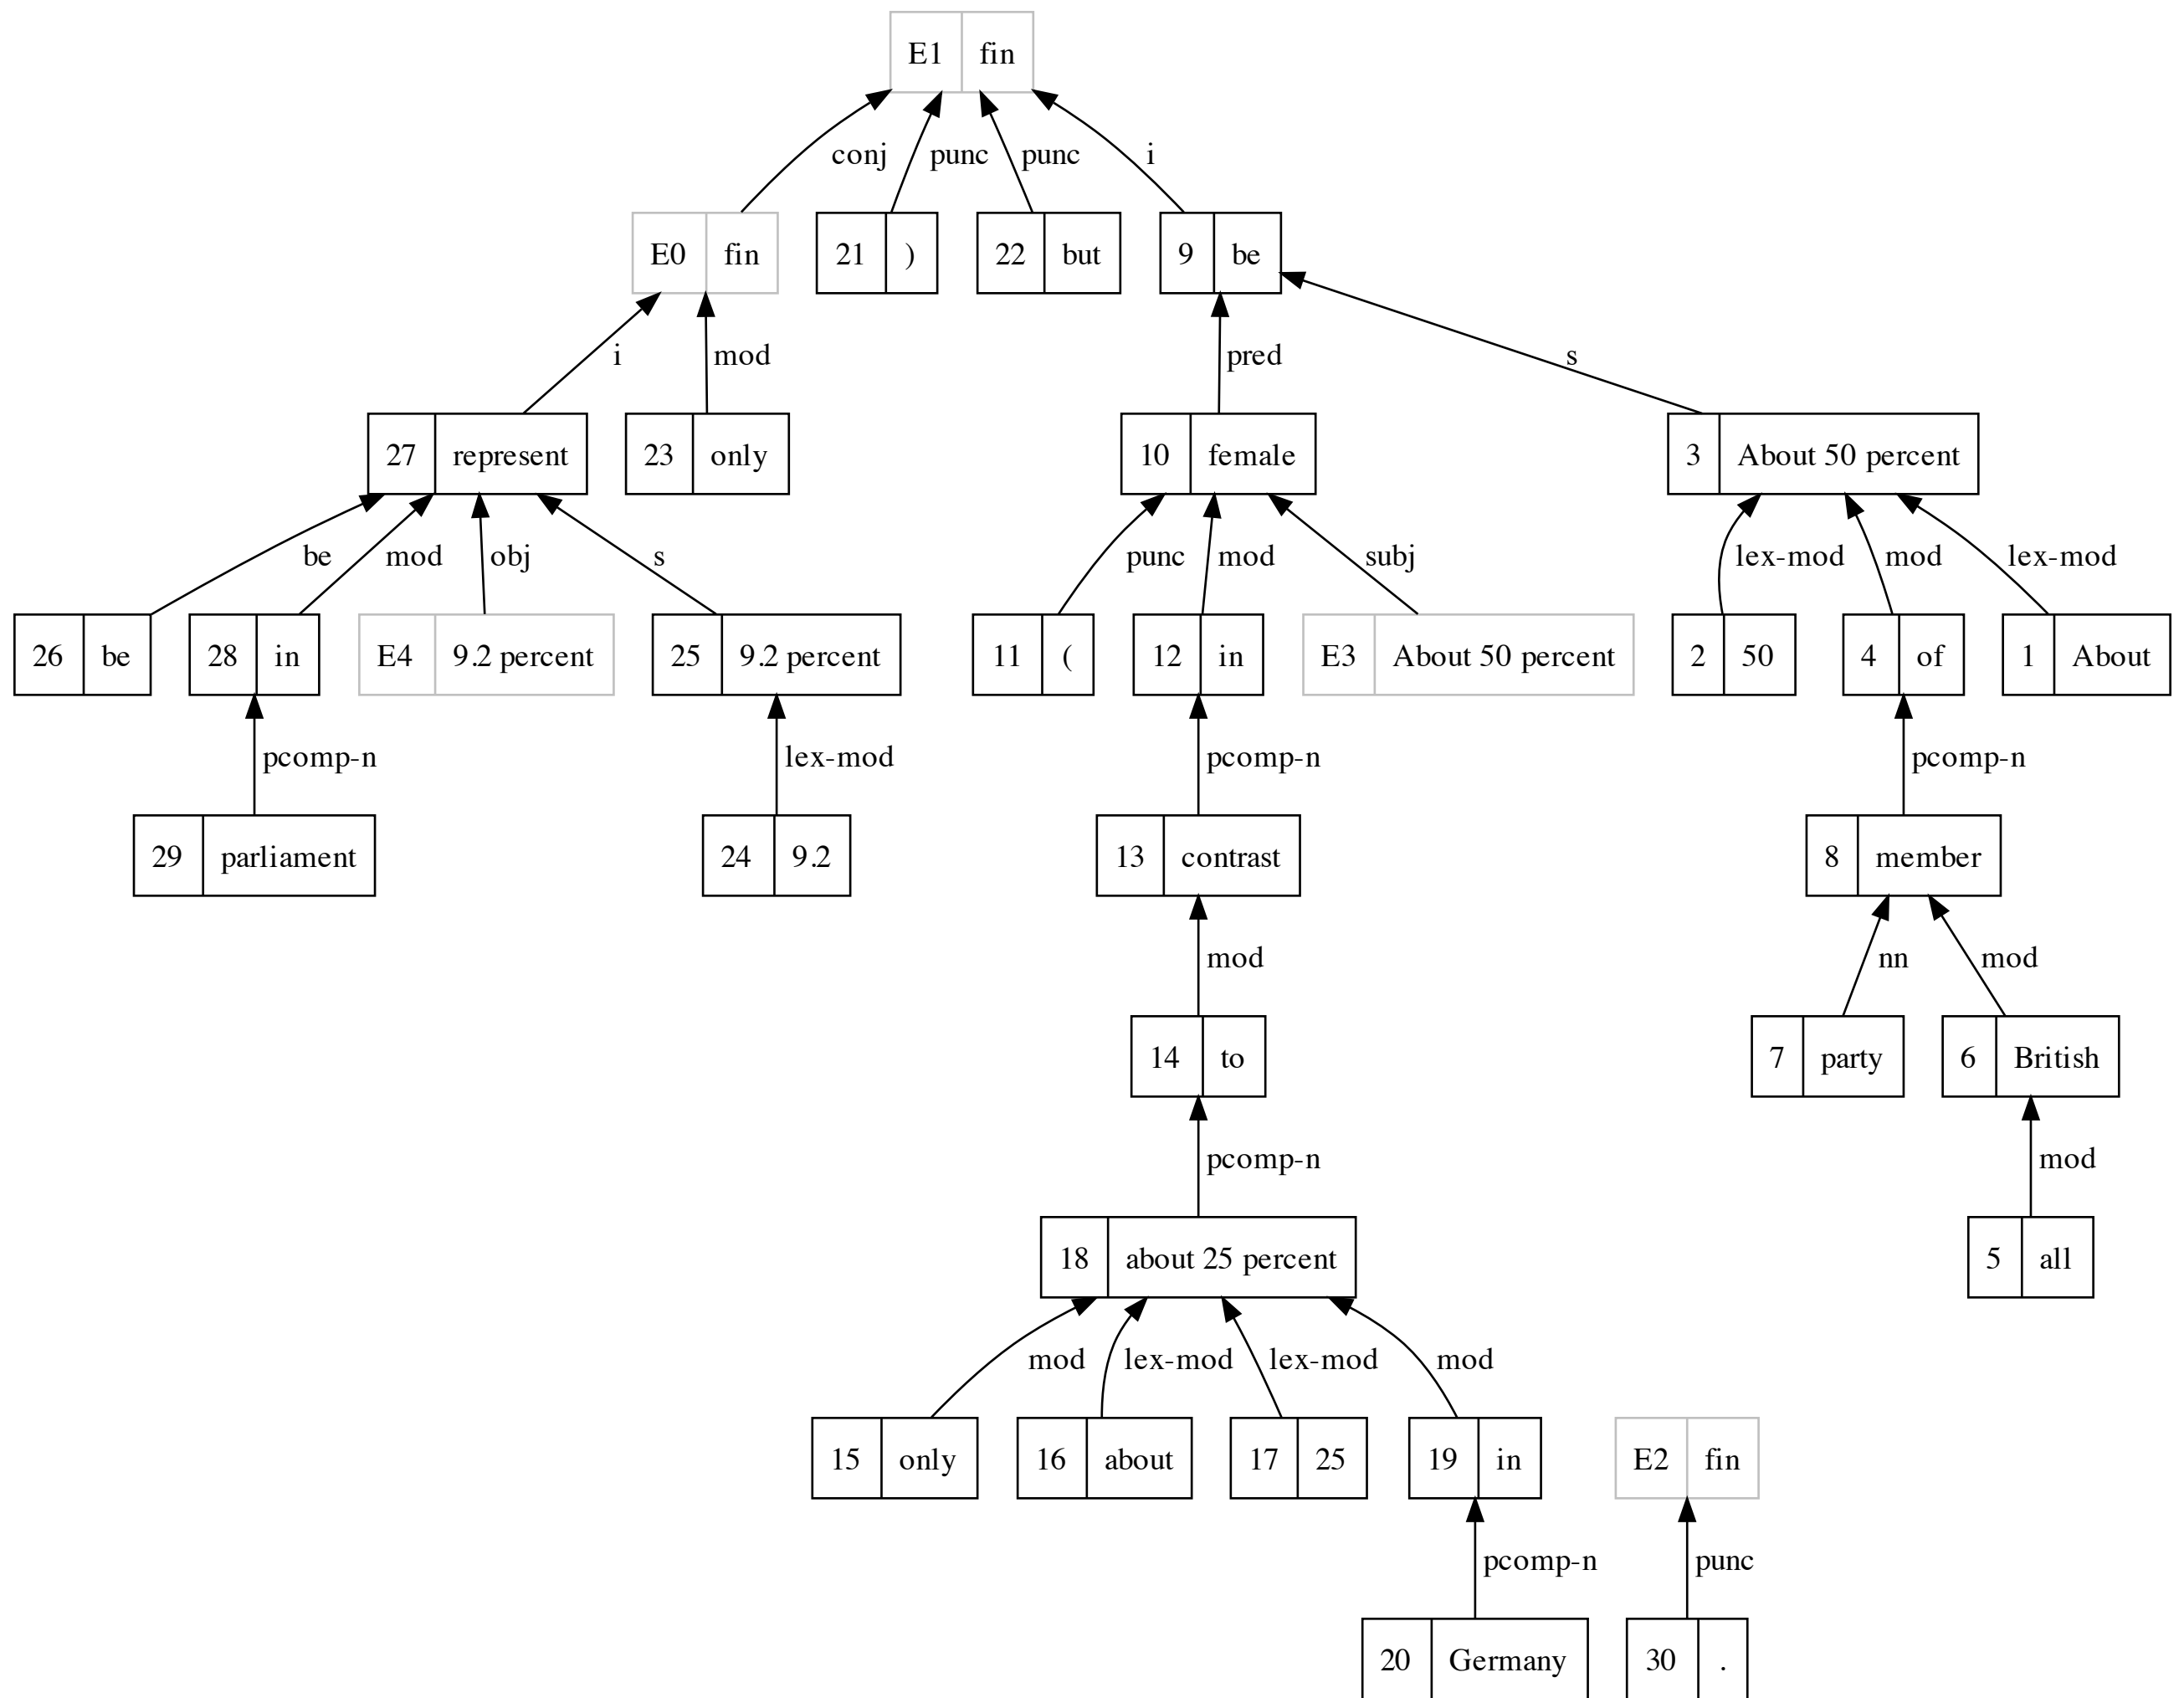 E1 fin
conj punc punc i
E0 fin 21 ) 22 but 9 be
i mod pred s
27 represent 23 only 10 female 3 About 50 percent
be mod obj s punc mod subj lex-mod mod lex-mod
26 be 28 in E4 9.2 percent 25 9.2 percent 11 ( 12 in E3 About 50 percent 2 50 4 of 1 About
pcomp-n lex-mod pcomp-n pcomp-n
29 parliament 24 9.2 13 contrast 8 member
mod nn mod
14 to 7 party 6 British
pcomp-n mod
18 about 25 percent 5 all
mod lex-mod lex-mod mod
15 only 16 about 17 25 19 in E2 fin
pcomp-n punc
20 Germany 30 .